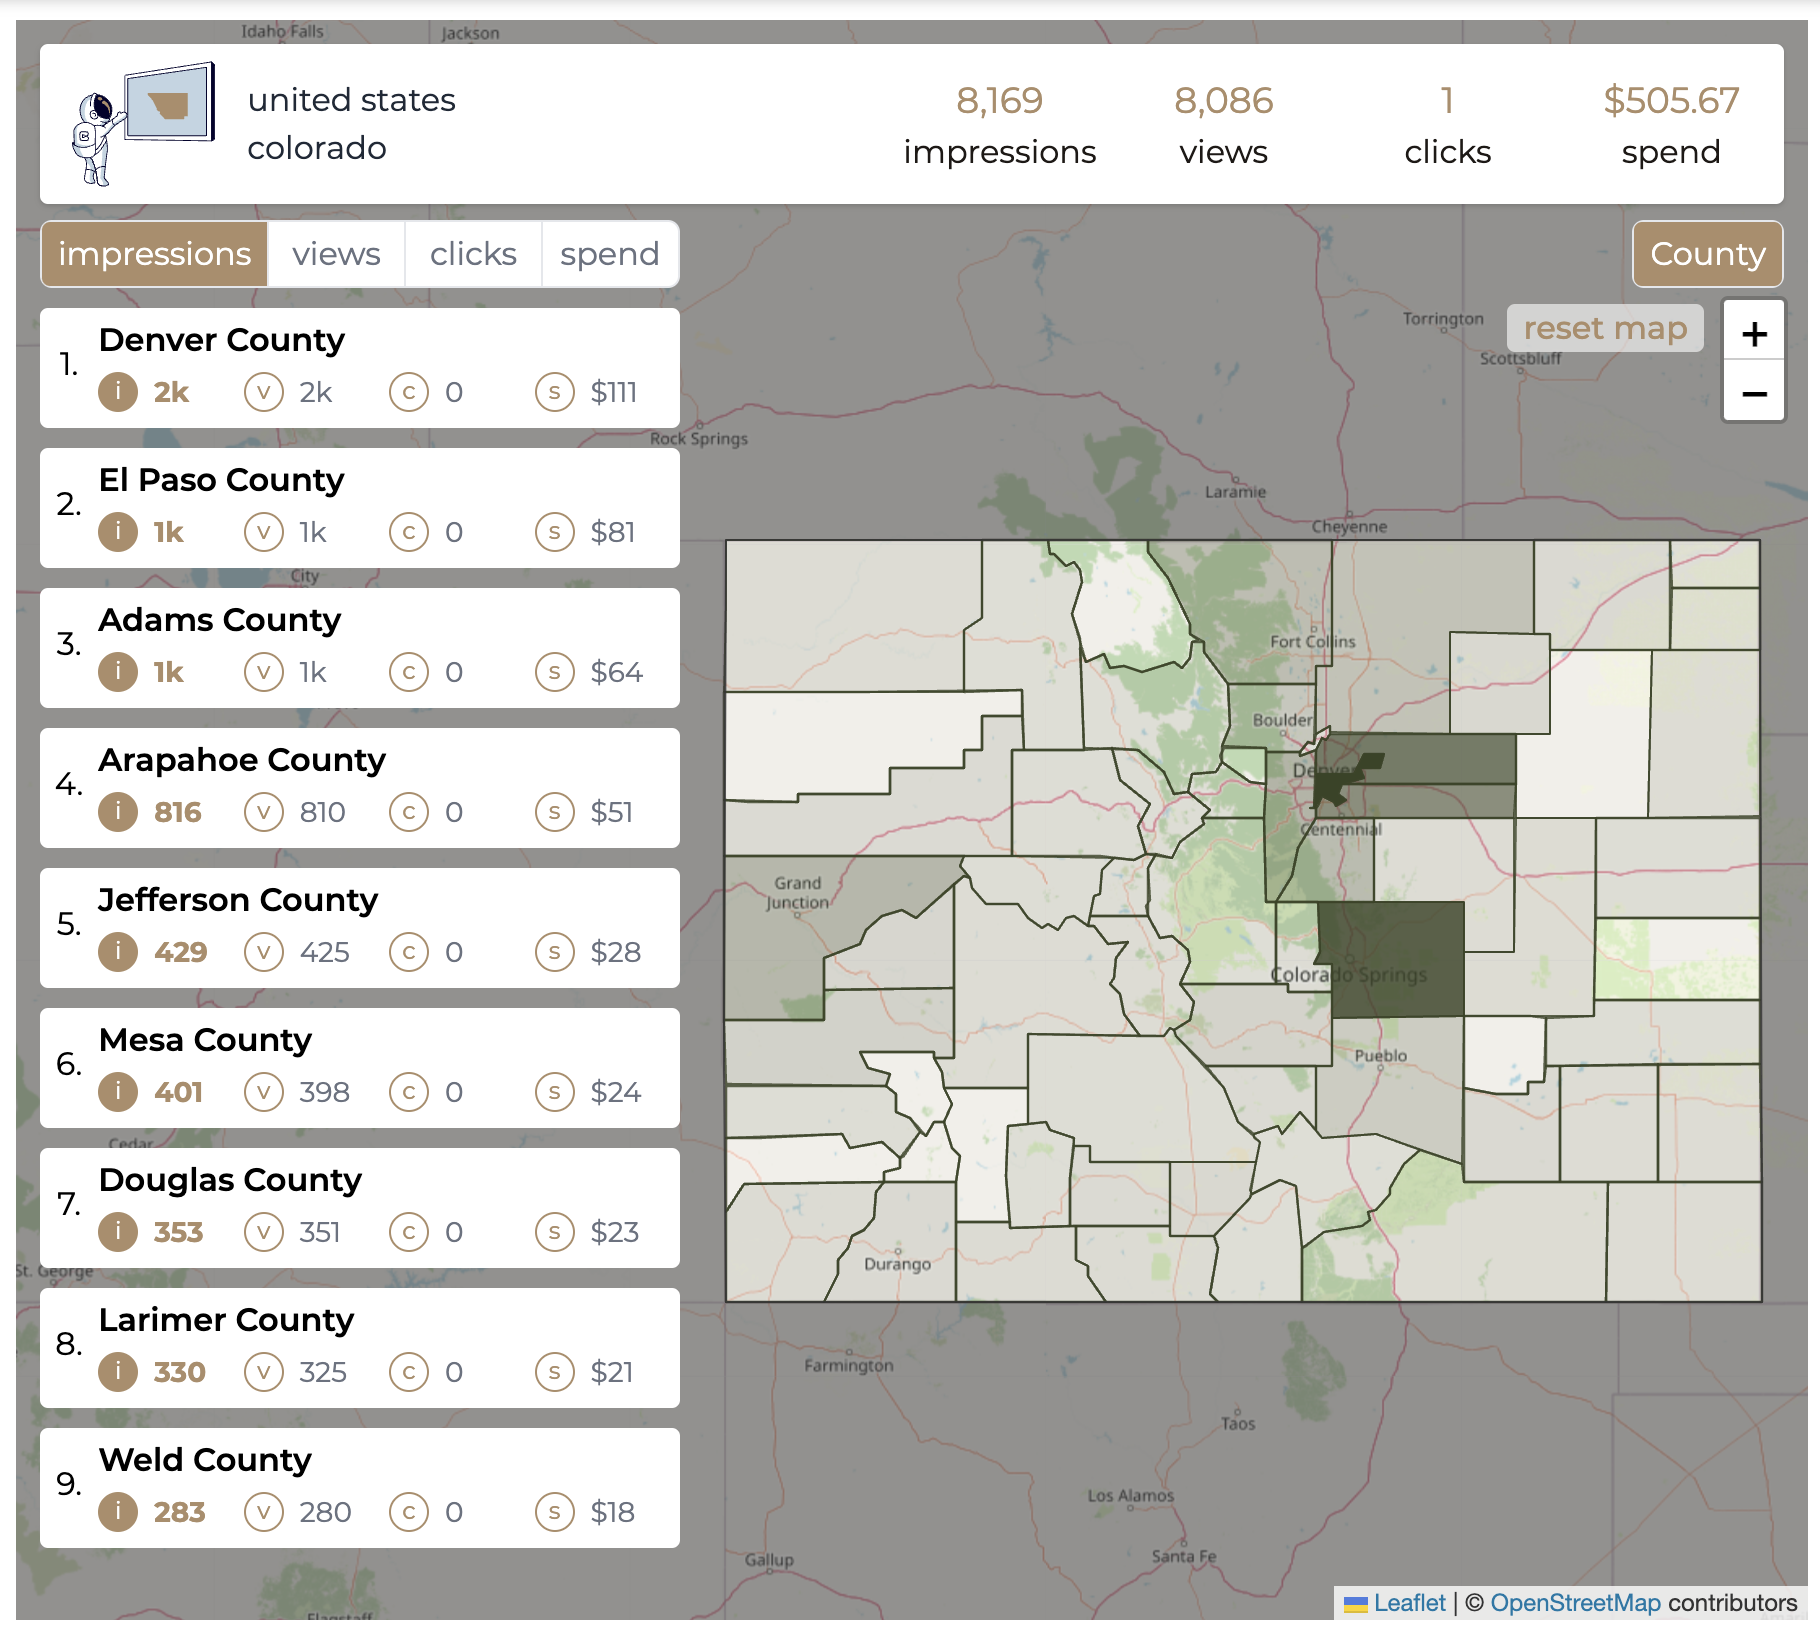 Idaho Falls
Jackson
united states
colorado
8,169
impressions
8,086
views
1
clicks
$505.67
spend
impressions
views
clicks
spend
County
reset map
+
−
1.
Denver County
i 2k v 2k c 0 s $111
2.
El Paso County
i 1k v 1k c 0 s $81
3.
Adams County
i 1k v 1k c 0 s $64
4.
Arapahoe County
i 816 v 810 c 0 s $51
5.
Jefferson County
i 429 v 425 c 0 s $28
6.
Mesa County
i 401 v 398 c 0 s $24
7.
Douglas County
i 353 v 351 c 0 s $23
8.
Larimer County
i 330 v 325 c 0 s $21
9.
Weld County
i 283 v 280 c 0 s $18
Torrington
Scottsbluff
Rock Springs
Laramie
Cheyenne
City
Fort Collins
Boulder
Denver
Centennial
Grand
Junction
Colorado Springs
Pueblo
Cedar
Durango
St. George
Farmington
Taos
Los Alamos
Santa Fe
Gallup
Flagstaff
Leaflet | © OpenStreetMap contributors